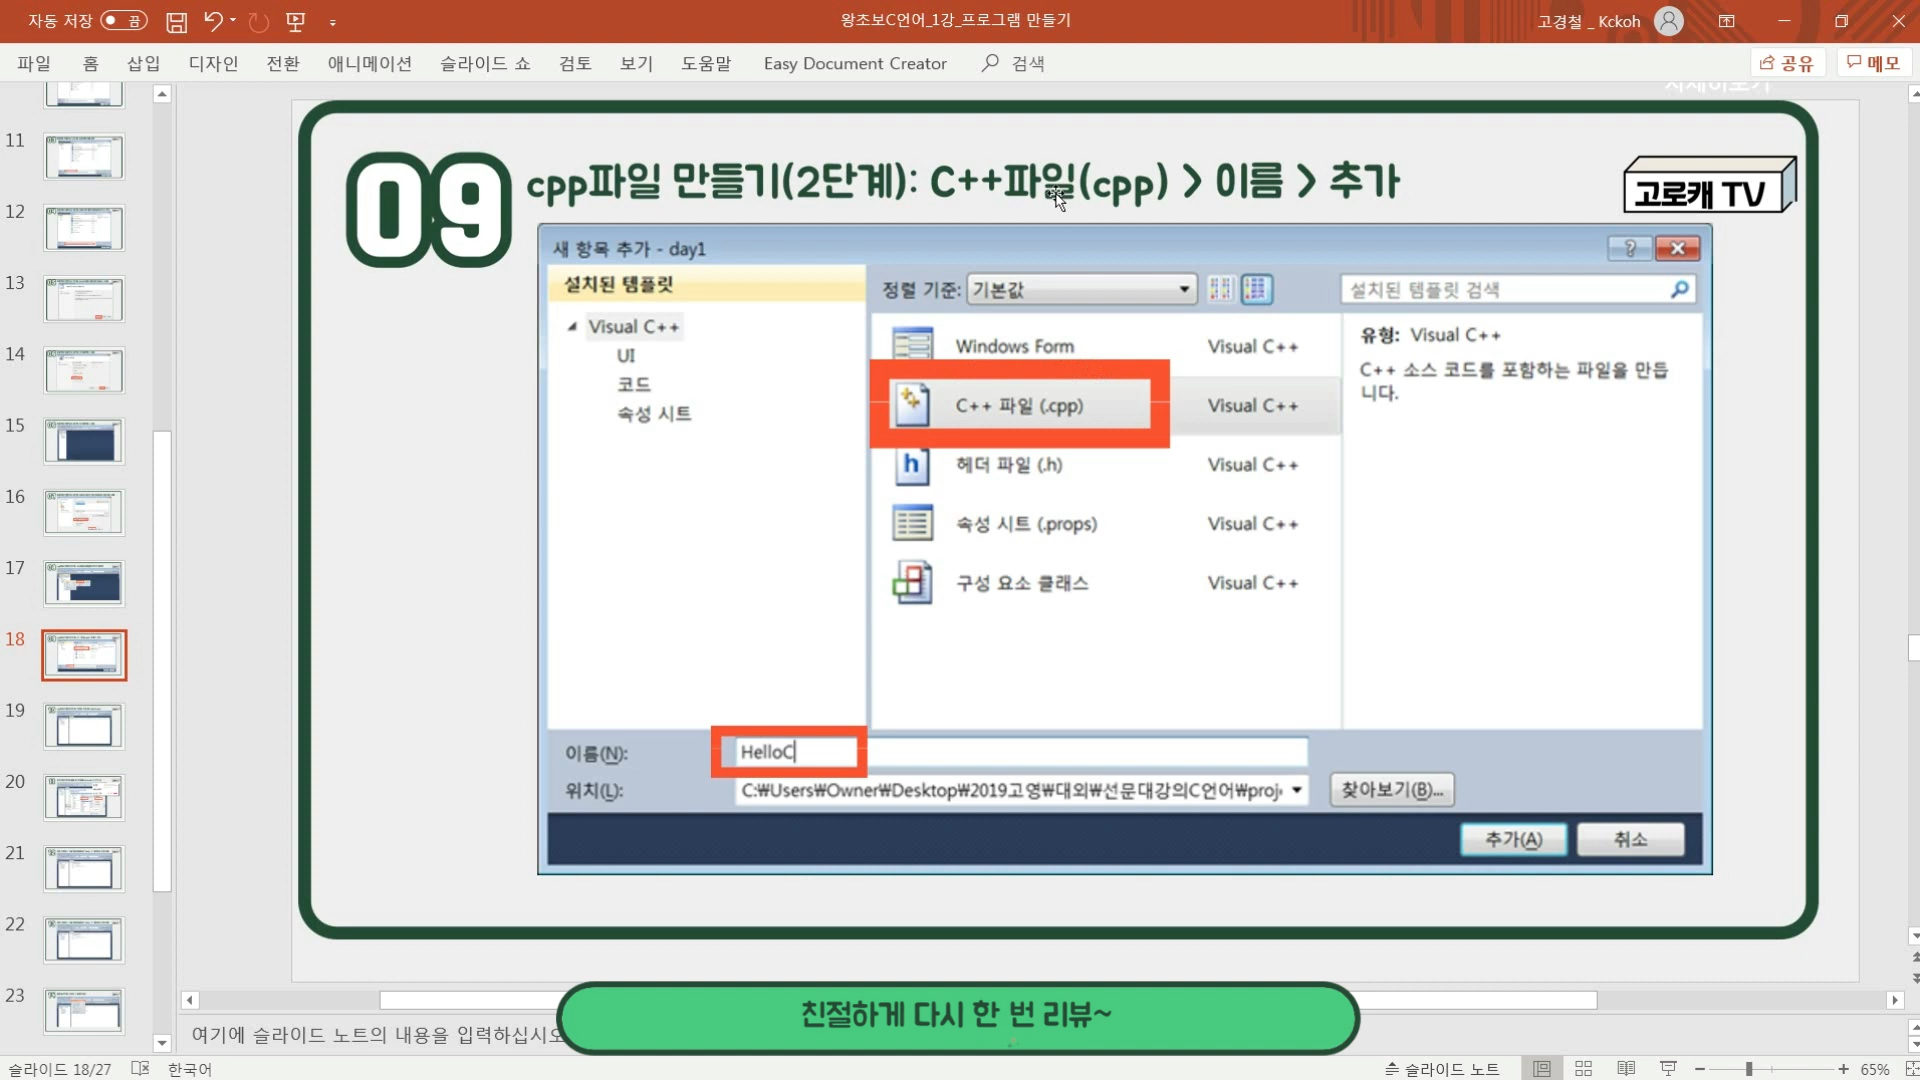 자동 저장 끔
왕초보C언어_1강_프로그램 만들기
고경철 _ Kckoh
파일 홈 삽입 디자인 전환 애니메이션 슬라이드 쇼 검토 보기 도움말 Easy Document Creator 검색
공유 메모
09
cpp파일 만들기(2단계): C++파일(cpp) > 이름 > 추가
고로캐 TV
새 항목 추가 - day1
설치된 템플릿
정렬 기준: 기본값
설치된 템플릿 검색
Visual C++
UI
코드
속성 시트
Windows Form Visual C++
C++ 파일 (.cpp) Visual C++
헤더 파일 (.h) Visual C++
속성 시트 (.props) Visual C++
구성 요소 클래스 Visual C++
유형: Visual C++
C++ 소스 코드를 포함하는 파일을 만듭
니다.
이름(N):
HelloC
위치(L):
C:₩Users₩Owner₩Desktop₩2019고영₩대외₩선문대강의C언어₩proj
찾아보기(B)...
추가(A) 취소
11
12
13
14
15
16
17
18
19
20
21
22
23
친절하게 다시 한 번 리뷰~
여기에 슬라이드 노트의 내용을 입력하십시오
슬라이드 18/27 한국어
슬라이드 노트
65%